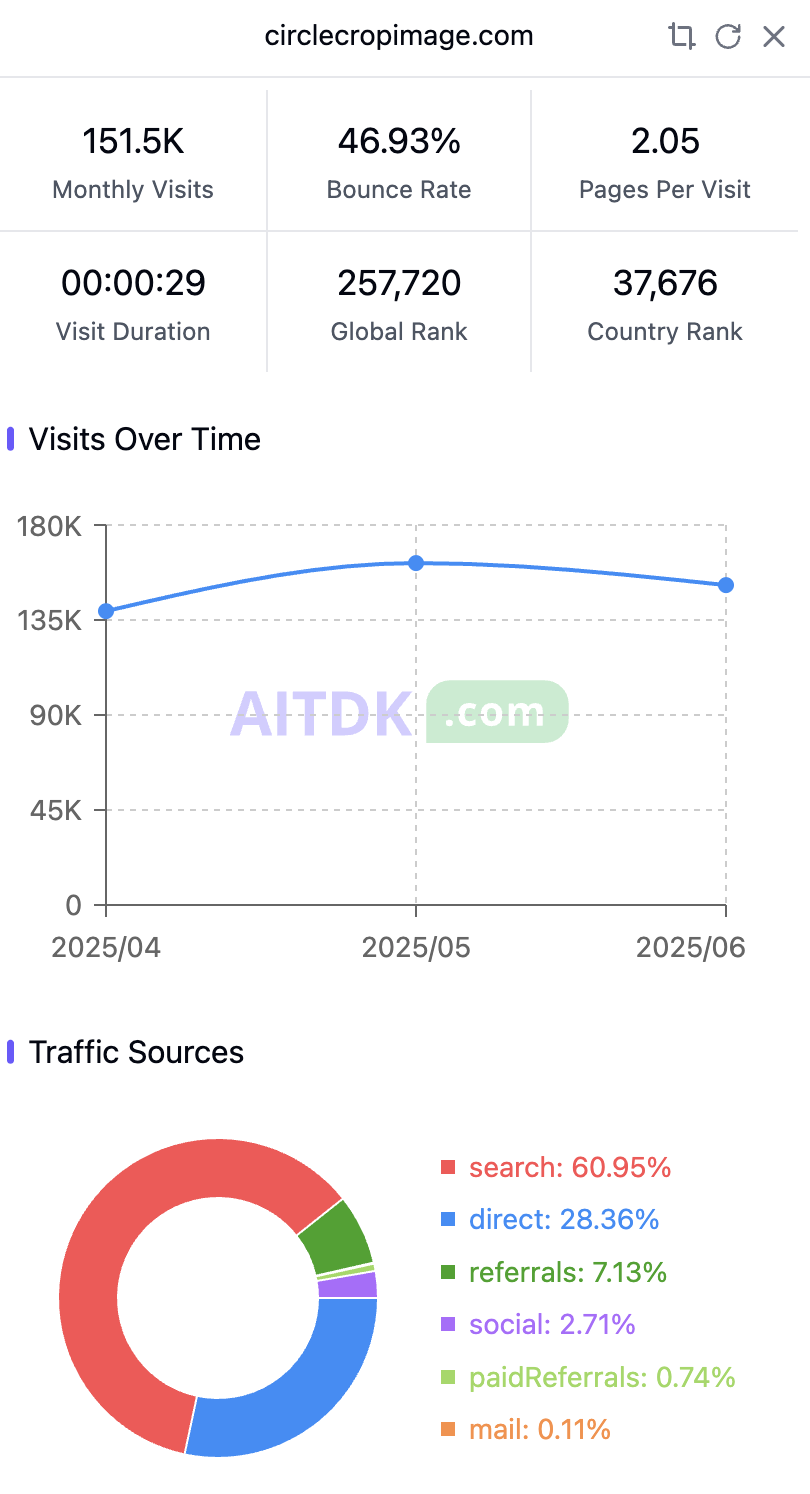 circlecropimage.com
151.5K 46.93% 2.05
Monthly Visits Bounce Rate Pages Per Visit
00:00:29 257,720 37,676
Visit Duration Global Rank Country Rank
Visits Over Time
180K
135K
90K
AITDK .com
45K
0
2025/04 2025/05 2025/06
Traffic Sources
search: 60.95%
direct: 28.36%
referrals: 7.13%
social: 2.71%
paidReferrals: 0.74%
mail: 0.11%